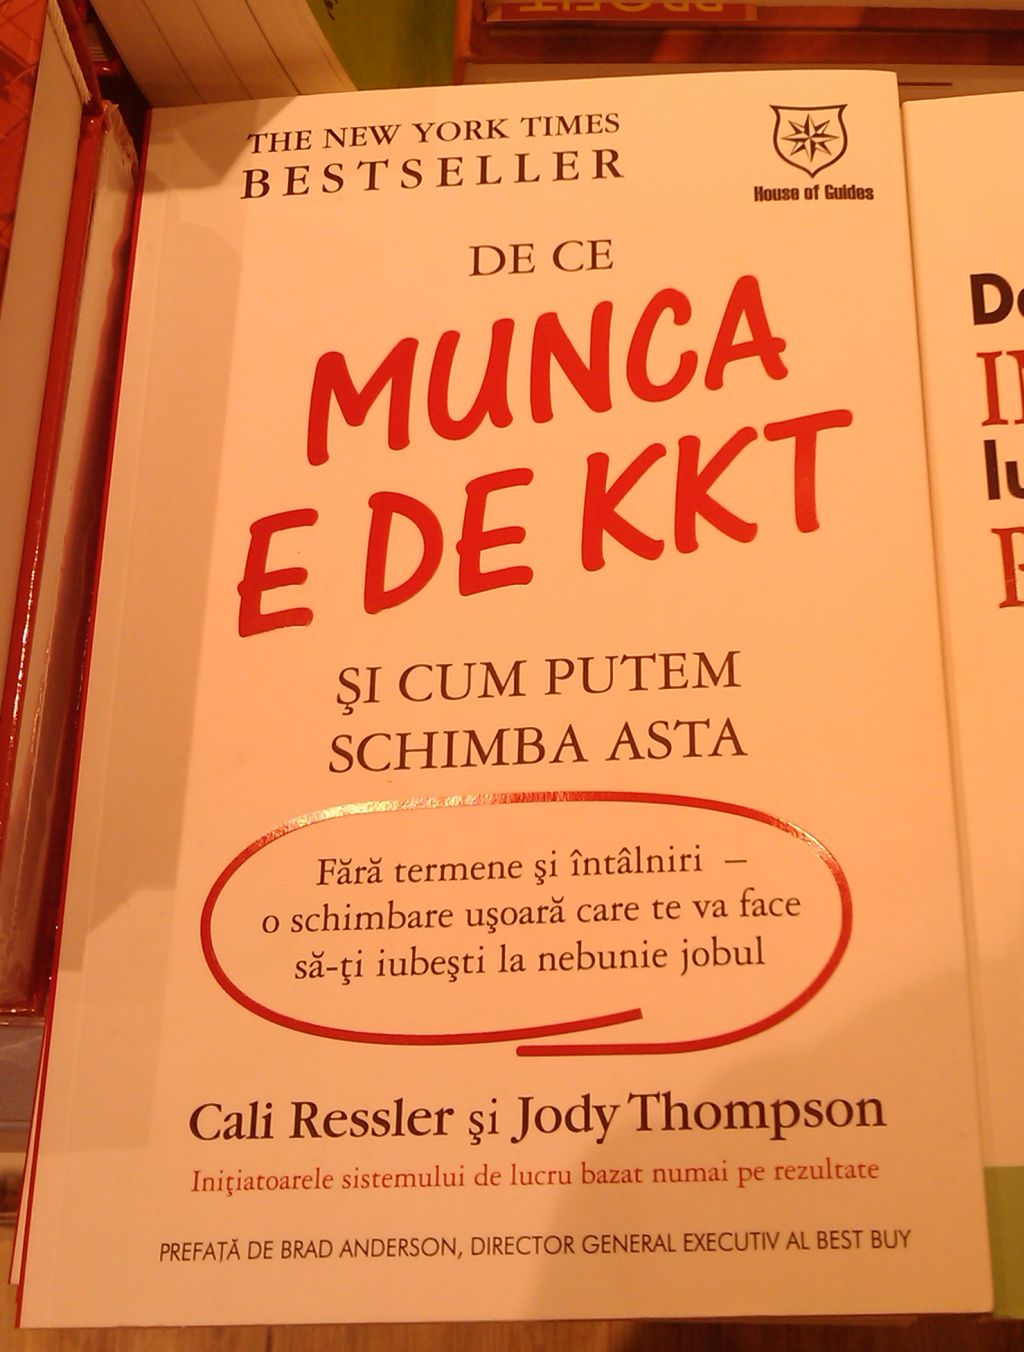 THE NEW YORK TIMES
BESTSELLER
House of Guides
DE CE
MUNCA
E DE KKT
ŞI CUM PUTEM
SCHIMBA ASTA
Fără termene şi întâlniri –
o schimbare uşoară care te va face
să-ţi iubeşti la nebunie jobul
Cali Ressler şi Jody Thompson
Iniţiatoarele sistemului de lucru bazat numai pe rezultate
PREFAŢĂ DE BRAD ANDERSON, DIRECTOR GENERAL EXECUTIV AL BEST BUY
PROFIT